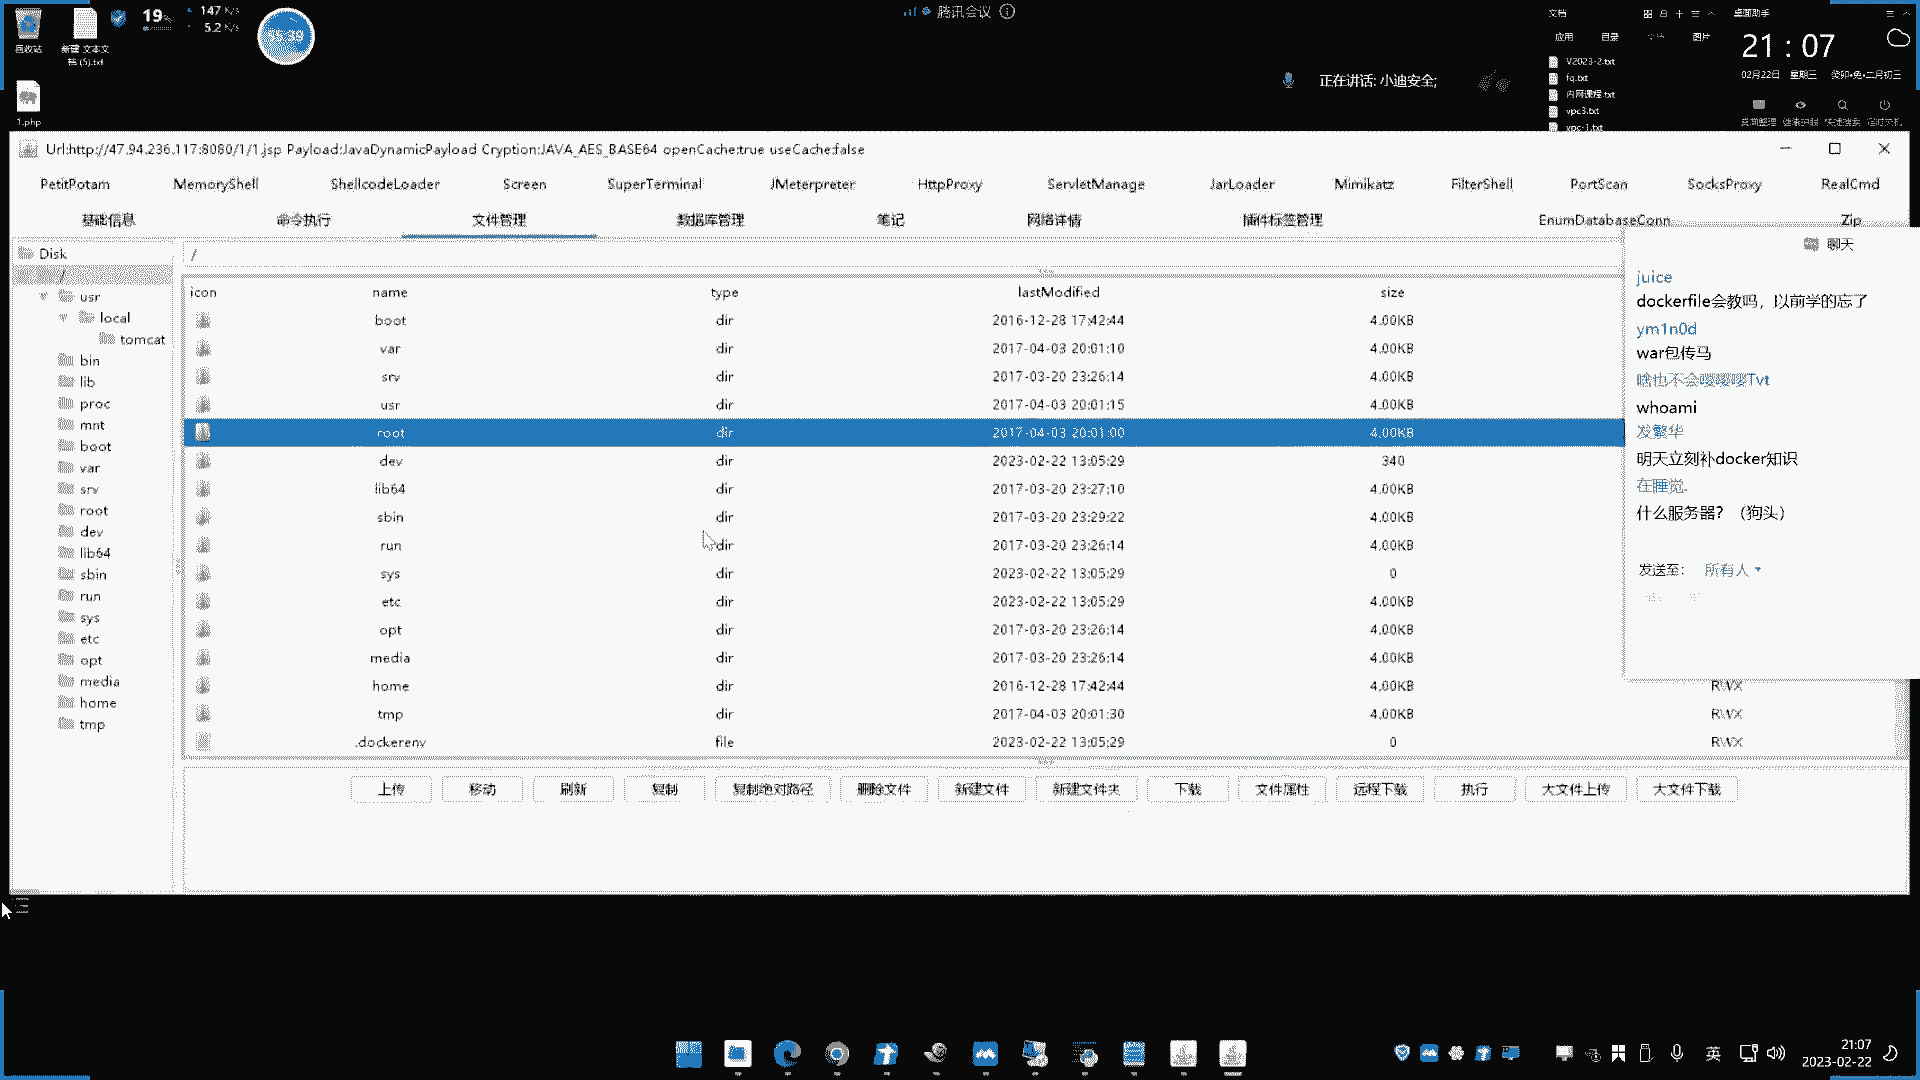 回收站
新建 文本文
档 (5).txt
19%
147 K/s
5.2 K/s
55:39
1.php
腾讯会议
正在讲话: 小迪安全;
文档
应用 目录 图片
V2023-2.txt
fq.txt
内网课程.txt
vpc3.txt
vpc-1.txt
桌面助手
21 : 07
02月22日 星期三 癸卯•兔•二月初三
Url:http://47.94.236.117:8080/1/1.jsp Payload:JavaDynamicPayload Cryption:JAVA_AES_BASE64 openCache:true useCache:false
PetitPotam MemoryShell ShellcodeLoader Screen SuperTerminal JMeterpreter HttpProxy ServletManage JarLoader Mimikatz FilterShell PortScan SocksProxy RealCmd
基础信息 命令执行 文件管理 数据库管理 笔记 网络详情 插件标签管理 EnumDatabaseConn Zip
Disk
/
usr
local
tomcat
bin
lib
proc
mnt
boot
var
srv
root
dev
lib64
sbin
run
sys
etc
opt
media
home
tmp
/
icon name type lastModified size
boot dir 2016-12-28 17:42:44 4.00KB
var dir 2017-04-03 20:01:10 4.00KB
srv dir 2017-03-20 23:26:14 4.00KB
usr dir 2017-04-03 20:01:15 4.00KB
root dir 2017-04-03 20:01:00 4.00KB
dev dir 2023-02-22 13:05:29 340
lib64 dir 2017-03-20 23:27:10 4.00KB
sbin dir 2017-03-20 23:29:22 4.00KB
run dir 2017-03-20 23:26:14 4.00KB
sys dir 2023-02-22 13:05:29 0
etc dir 2023-02-22 13:05:29 4.00KB
opt dir 2017-03-20 23:26:14 4.00KB
media dir 2017-03-20 23:26:14 4.00KB
home dir 2016-12-28 17:42:44 4.00KB RWX
tmp dir 2017-04-03 20:01:30 4.00KB RWX
.dockerenv file 2023-02-22 13:05:29 0 RWX
上传 移动 刷新 复制 复制绝对路径 删除文件 新建文件 新建文件夹 下载 文件属性 远程下载 执行 大文件上传 大文件下载
聊天
juice
dockerfile会教吗，以前学的忘了
ym1n0d
war包传马
啥也不会嘤嘤嘤Tvt
whoami
发繁华
明天立刻补docker知识
在睡觉.
什么服务器？（狗头）
发送至： 所有人
英
21:07
2023-02-22